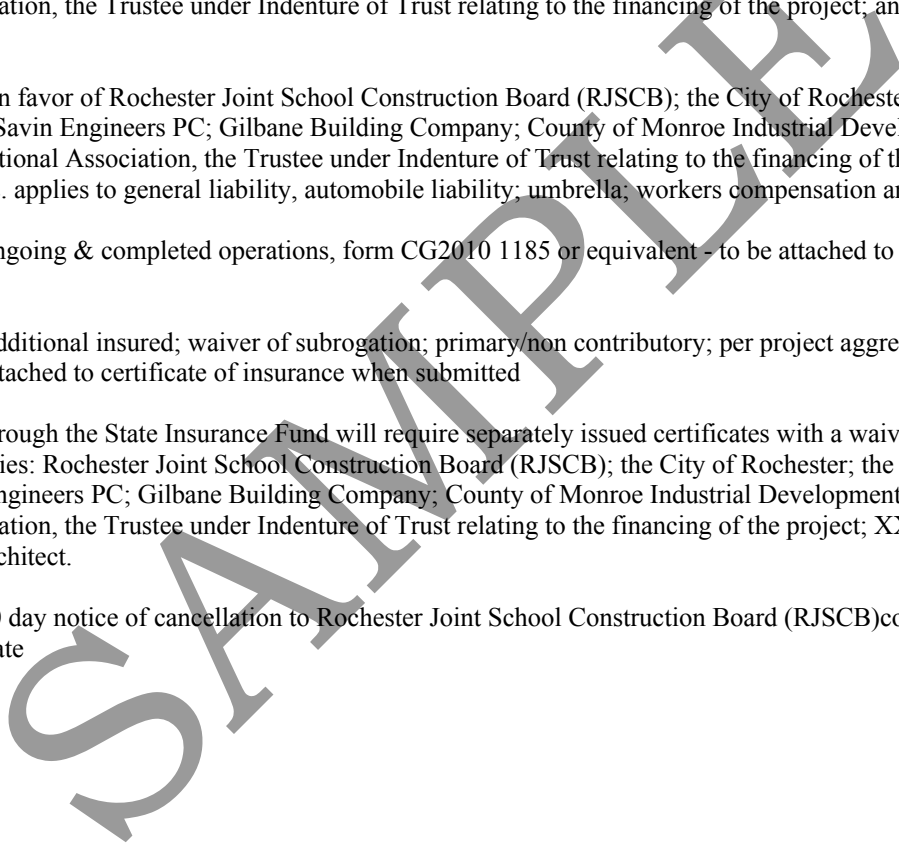 ation, the Trustee under Indenture of Trust relating to the financing of the project; an
n favor of Rochester Joint School Construction Board (RJSCB); the City of Rocheste
Savin Engineers PC; Gilbane Building Company; County of Monroe Industrial Deve
tional Association, the Trustee under Indenture of Trust relating to the financing of th
. applies to general liability, automobile liability; umbrella; workers compensation an
ngoing & completed operations, form CG2010 1185 or equivalent - to be attached to
dditional insured; waiver of subrogation; primary/non contributory; per project aggre
tached to certificate of insurance when submitted
rough the State Insurance Fund will require separately issued certificates with a waiv
ies: Rochester Joint School Construction Board (RJSCB); the City of Rochester; the
ngineers PC; Gilbane Building Company; County of Monroe Industrial Development
ation, the Trustee under Indenture of Trust relating to the financing of the project; XX
chitect.
day notice of cancellation to Rochester Joint School Construction Board (RJSCB)co
ate
SAMPLE